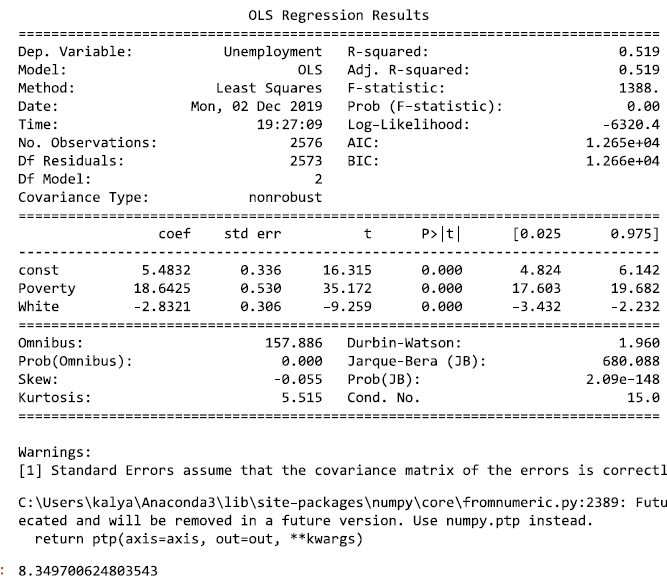 OLS Regression Results
==============================================================================
Dep. Variable: Unemployment R-squared: 0.519
Model: OLS Adj. R-squared: 0.519
Method: Least Squares F-statistic: 1388.
Date: Mon, 02 Dec 2019 Prob (F-statistic): 0.00
Time: 19:27:09 Log-Likelihood: -6320.4
No. Observations: 2576 AIC: 1.265e+04
Df Residuals: 2573 BIC: 1.266e+04
Df Model: 2
Covariance Type: nonrobust
==============================================================================
coef std err t P>|t| [0.025 0.975]
------------------------------------------------------------------------------
const 5.4832 0.336 16.315 0.000 4.824 6.142
Poverty 18.6425 0.530 35.172 0.000 17.603 19.682
White -2.8321 0.306 -9.259 0.000 -3.432 -2.232
==============================================================================
Omnibus: 157.886 Durbin-Watson: 1.960
Prob(Omnibus): 0.000 Jarque-Bera (JB): 680.088
Skew: -0.055 Prob(JB): 2.09e-148
Kurtosis: 5.515 Cond. No. 15.0
==============================================================================
Warnings:
[1] Standard Errors assume that the covariance matrix of the errors is correctl
C:\Users\kalya\Anaconda3\lib\site-packages\numpy\core\fromnumeric.py:2389: Futu
ecated and will be removed in a future version. Use numpy.ptp instead.
return ptp(axis=axis, out=out, **kwargs)
: 8.349700624803543